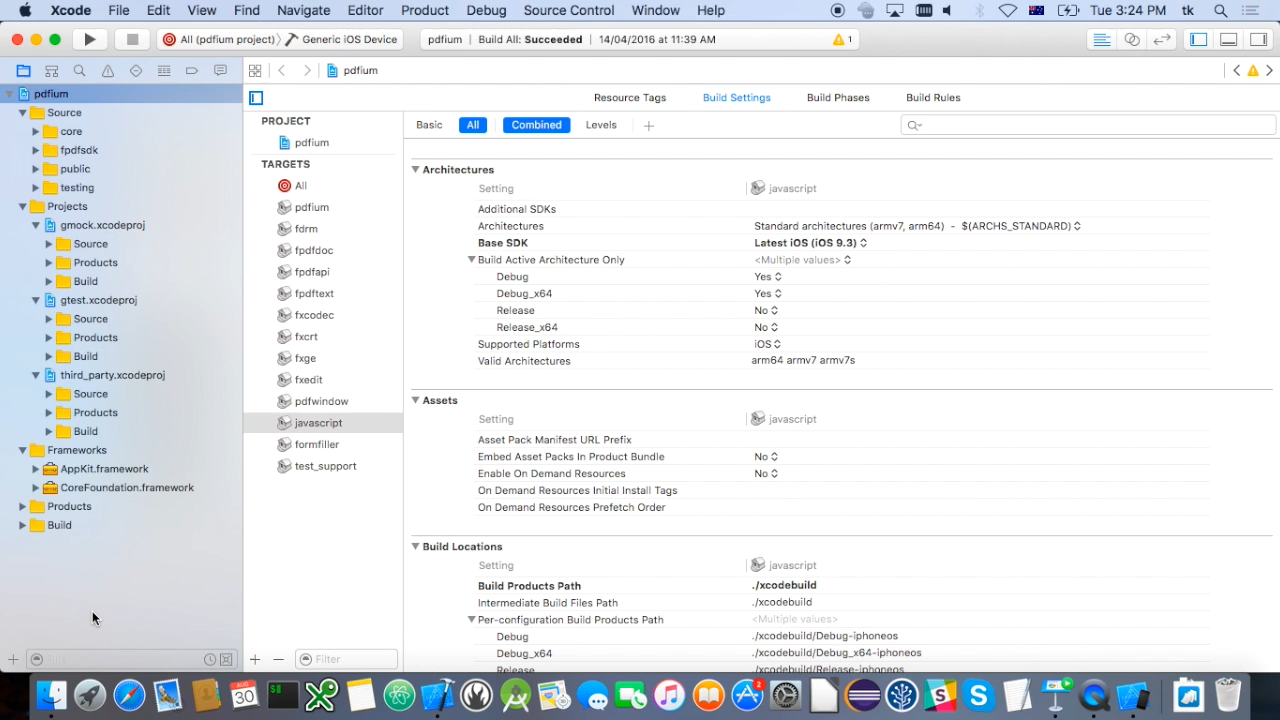 Xcode File Edit View Find Navigate Editor Product Debug Source Control Window Help Tue 3:24 PM tk
All (pdfium project) Generic iOS Device pdfium Build All: Succeeded 14/04/2016 at 11:39 AM 1
pdfium
pdfium
Resource Tags Build Settings Build Phases Build Rules
Source
core
fpdfsdk
public
testing
Projects
gmock.xcodeproj
Source
Products
Build
gtest.xcodeproj
Source
Products
Build
third_party.xcodeproj
Source
Products
Build
Frameworks
AppKit.framework
CoreFoundation.framework
Products
Build
PROJECT
pdfium
TARGETS
All
pdfium
fdrm
fpdfdoc
fpdfapi
fpdftext
fxcodec
fxcrt
fxge
fxedit
pdfwindow
javascript
formfiller
test_support
Filter
Basic All Combined Levels
Architectures
Setting javascript
Additional SDKs
Architectures Standard architectures (armv7, arm64) - $(ARCHS_STANDARD)
Base SDK Latest iOS (iOS 9.3)
Build Active Architecture Only <Multiple values>
Debug Yes
Debug_x64 Yes
Release No
Release_x64 No
Supported Platforms iOS
Valid Architectures arm64 armv7 armv7s
Assets
Setting javascript
Asset Pack Manifest URL Prefix
Embed Asset Packs In Product Bundle No
Enable On Demand Resources No
On Demand Resources Initial Install Tags
On Demand Resources Prefetch Order
Build Locations
Setting javascript
Build Products Path ./xcodebuild
Intermediate Build Files Path ./xcodebuild
Per-configuration Build Products Path <Multiple values>
Debug ./xcodebuild/Debug-iphoneos
Debug_x64 ./xcodebuild/Debug_x64-iphoneos
Release ./xcodebuild/Release-iphoneos
AUG
30
2